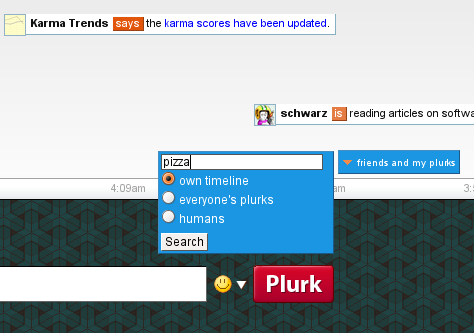 Karma Trends says the karma scores have been updated.
schwarz is reading articles on softwa
pizza
friends and my plurks
own timeline
4:09am
am
3:
everyone's plurks
humans
Search
Plurk